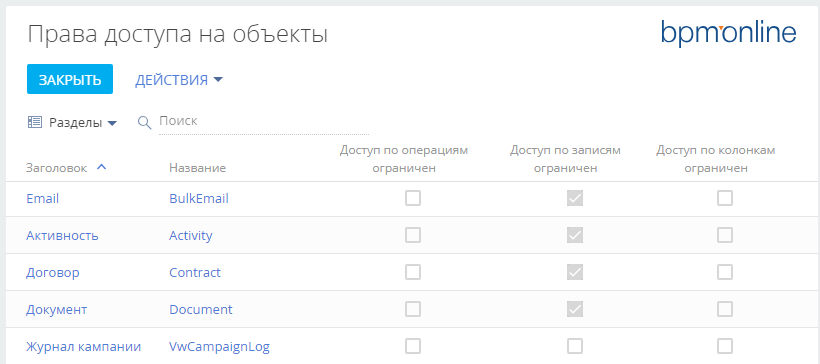 Права доступа на объекты
bpm'online
ЗАКРЫТЬ
ДЕЙСТВИЯ
Разделы
Поиск
Заголовок
Название
Доступ по операциям
ограничен
Доступ по записям
ограничен
Доступ по колонкам
ограничен
Email BulkEmail
Активность Activity
Договор Contract
Документ Document
Журнал кампании VwCampaignLog